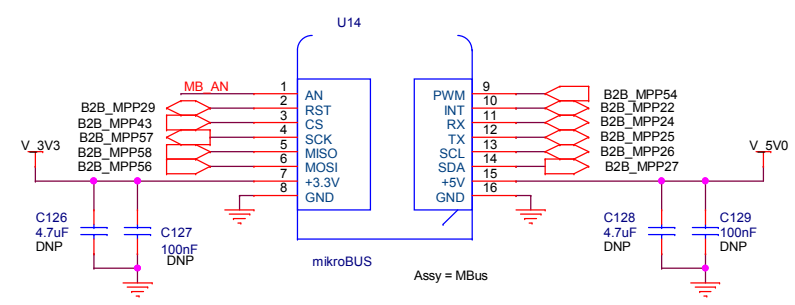 U14
MB_AN
1
AN
B2B_MPP29
2
RST
B2B_MPP43
3
CS
B2B_MPP57
4
SCK
B2B_MPP58
5
MISO
B2B_MPP56
6
MOSI
7
+3.3V
8
GND
V_3V3
9
PWM
B2B_MPP54
10
INT
B2B_MPP22
11
RX
B2B_MPP24
12
TX
B2B_MPP25
13
SCL
B2B_MPP26
14
SDA
B2B_MPP27
15
+5V
16
GND
V_5V0
C126
4.7uF
DNP
C127
100nF
DNP
mikroBUS
Assy = MBus
C128
4.7uF
DNP
C129
100nF
DNP